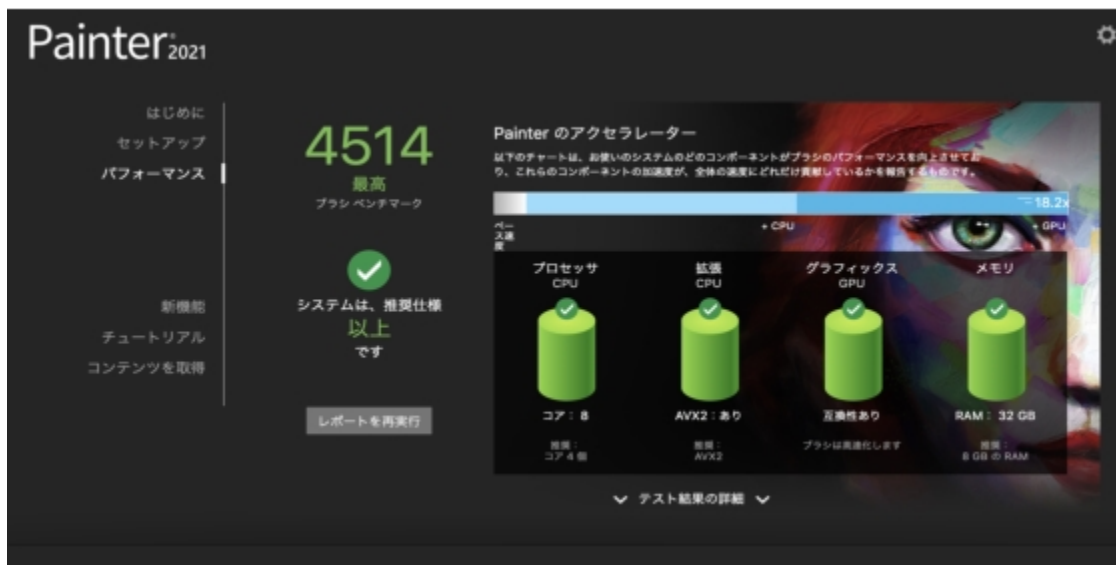 Painter® 2021
はじめに
セットアップ
パフォーマンス
新機能
チュートリアル
コンテンツを取得
4514
最高
ブラシ ベンチマーク
システムは、推奨仕様
以上
です
レポートを再実行
Painter のアクセラレーター
以下のチャートは、お使いのシステムのどのコンポーネントがブラシのパフォーマンスを向上させてお
り、これらのコンポーネントの加速度が、全体の速度にどれだけ貢献しているかを報告するものです。
18.2x
ベー
ス速
度
+ CPU
+ GPU
プロセッサ
CPU
拡張
CPU
グラフィックス
GPU
メモリ
コア： 8
AVX2：あり
互換性あり
RAM： 32 GB
推奨：
コア 4 個
推奨：
AVX2
ブラシは高速化します
推奨：
8 GB の RAM
テスト結果の詳細